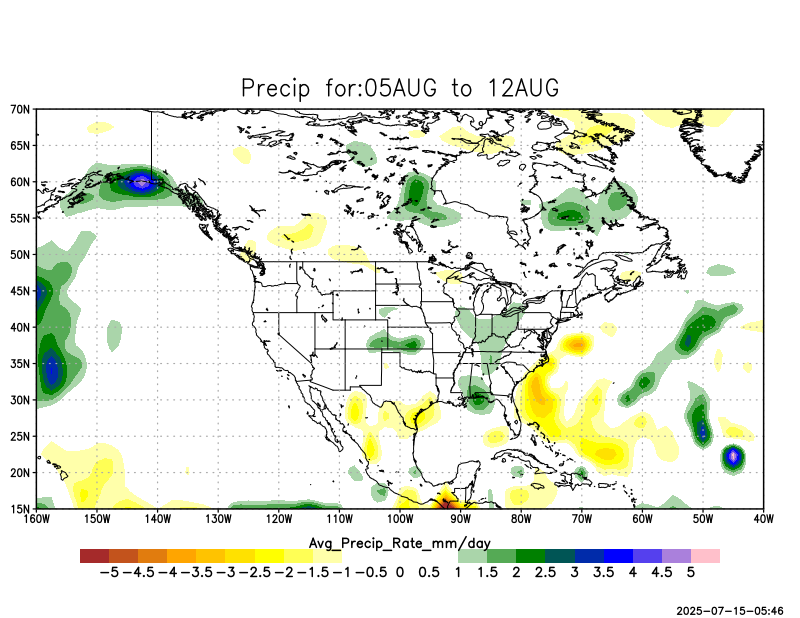 Precip for:05AUG to 12AUG
70N
65N
60N
55N
50N
45N
40N
35N
30N
25N
20N
15N
160W 150W 140W 130W 120W 110W 100W 90W 80W 70W 60W 50W 40W
Avg_Precip_Rate_mm/day
-5 -4.5 -4 -3.5 -3 -2.5 -2 -1.5 -1 -0.5 0 0.5 1 1.5 2 2.5 3 3.5 4 4.5 5
2025-07-15-05:46